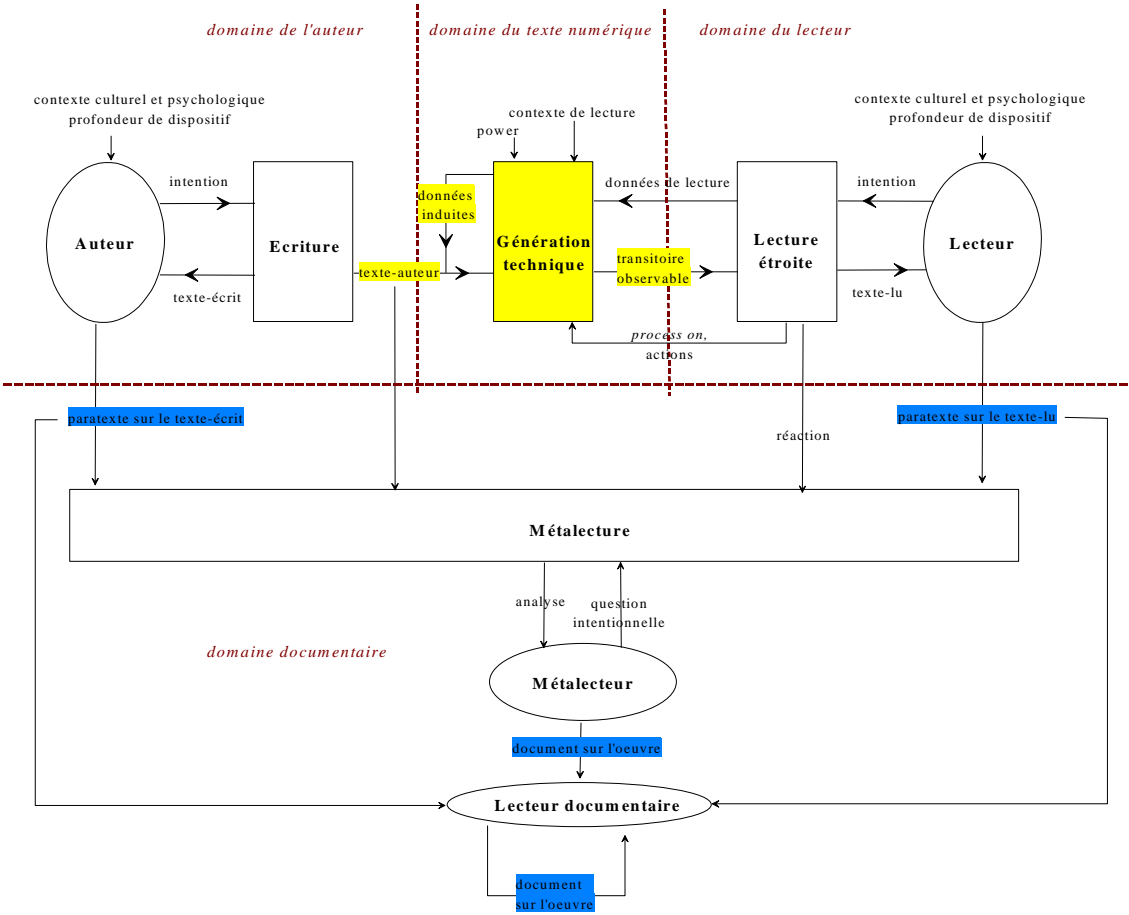 domaine de l'auteur
domaine du texte numérique
domaine du lecteur
contexte culturel et psychologique
profondeur de dispositif
power
contexte de lecture
contexte culturel et psychologique
profondeur de dispositif
intention
données
induites
données de lecture
intention
Auteur
Ecriture
Génération
technique
Lecture
étroite
Lecteur
texte-auteur
transitoire
observable
texte-écrit
texte-lu
process on,
actions
paratexte sur le texte-écrit
paratexte sur le texte-lu
réaction
Métalecture
analyse
question
intentionnelle
domaine documentaire
Métalecteur
document sur l'oeuvre
Lecteur documentaire
document
sur l'oeuvre